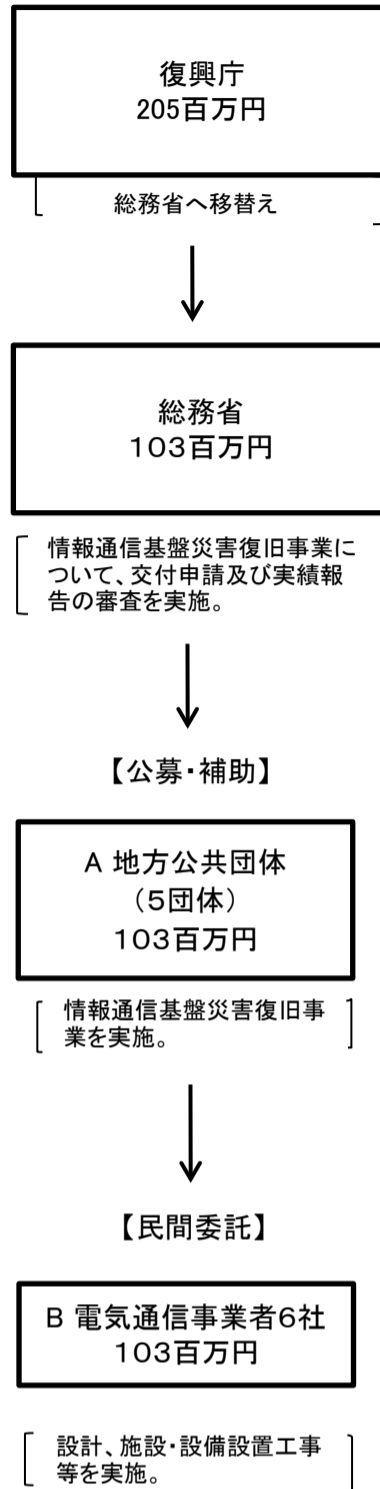 復興庁
205百万円
総務省へ移替え
総務省
１０３百万円
情報通信基盤災害復旧事業に
ついて、交付申請及び実績報
告の審査を実施。
【公募・補助】
A 地方公共団体
（５団体）
１０３百万円
情報通信基盤災害復旧事
業を実施。
【民間委託】
B 電気通信事業者６社
１０３百万円
設計、施設・設備設置工事
等を実施。